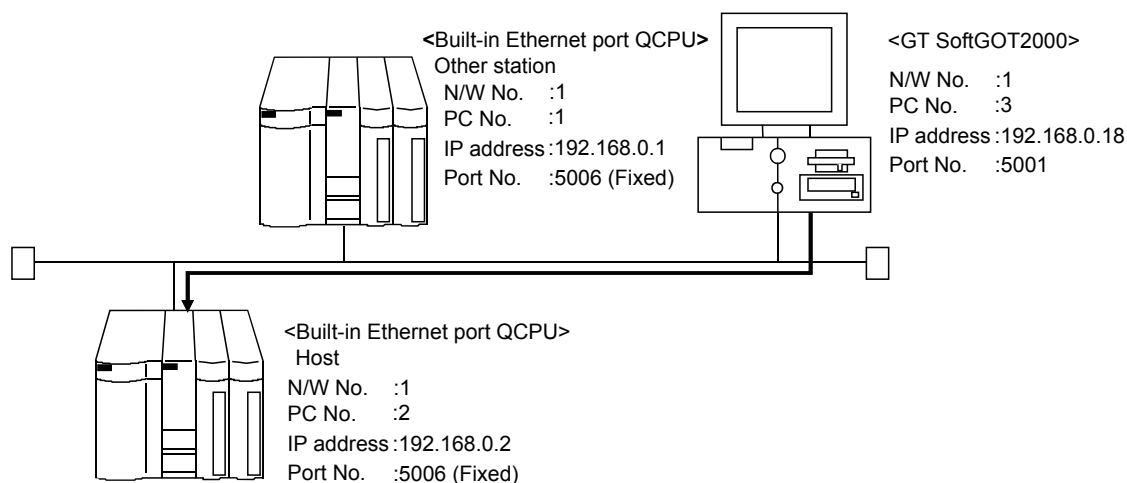 <Built-in Ethernet port QCPU>
Other station
N/W No. :1
PC No. :1
IP address :192.168.0.1
Port No. :5006 (Fixed)
<GT SoftGOT2000>
N/W No. :1
PC No. :3
IP address :192.168.0.18
Port No. :5001
<Built-in Ethernet port QCPU>
Host
N/W No. :1
PC No. :2
IP address :192.168.0.2
Port No. :5006 (Fixed)